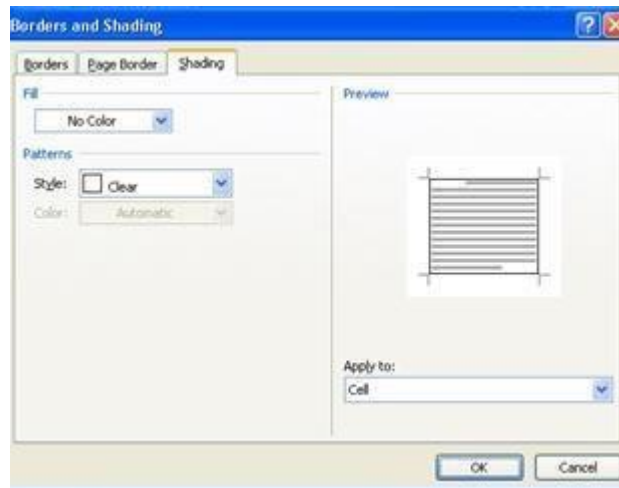 Borders and Shading
Borders Page Border Shading
Fill
No Color
Patterns
Style: Clear
Color: Automatic
Preview
Apply to:
Cell
OK Cancel